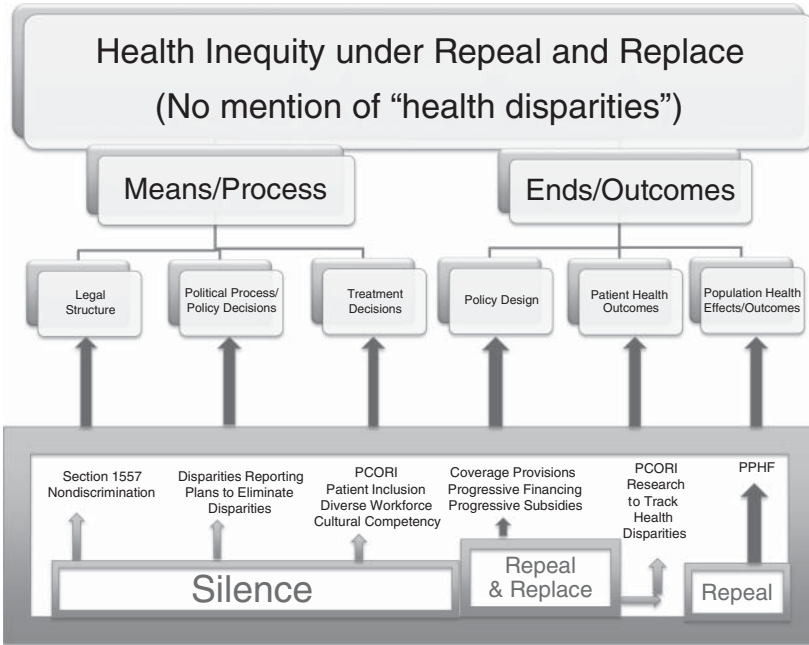 Health Inequity under Repeal and Replace
(No mention of “health disparities”)
Means/Process
Ends/Outcomes
Legal
Structure
Political Process/
Policy Decisions
Treatment
Decisions
Policy Design
Patient Health
Outcomes
Population Health
Effects/Outcomes
Section 1557
Nondiscrimination
Disparities Reporting
Plans to Eliminate
Disparities
PCORI
Patient Inclusion
Diverse Workforce
Cultural Competency
Coverage Provisions
Progressive Financing
Progressive Subsidies
PCORI
Research
to Track
Health
Disparities
PPHF
Silence
Repeal
& Replace
Repeal